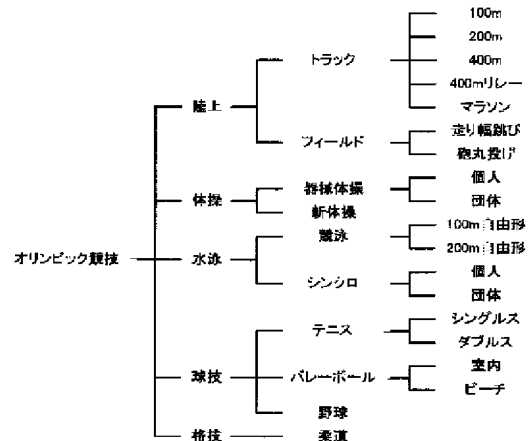 100m
200m
トラック
400m
400mリレー
陸上
マラソン
走り幅跳び
フィールド
砲丸投げ
個人
体操
器械体操
団体
新体操
100m自由形
競泳
200m自由形
オリンピック競技
水泳
個人
シンクロ
団体
シングルス
テニス
ダブルス
室内
球技
バレーボール
ビーチ
野球
格技
柔道